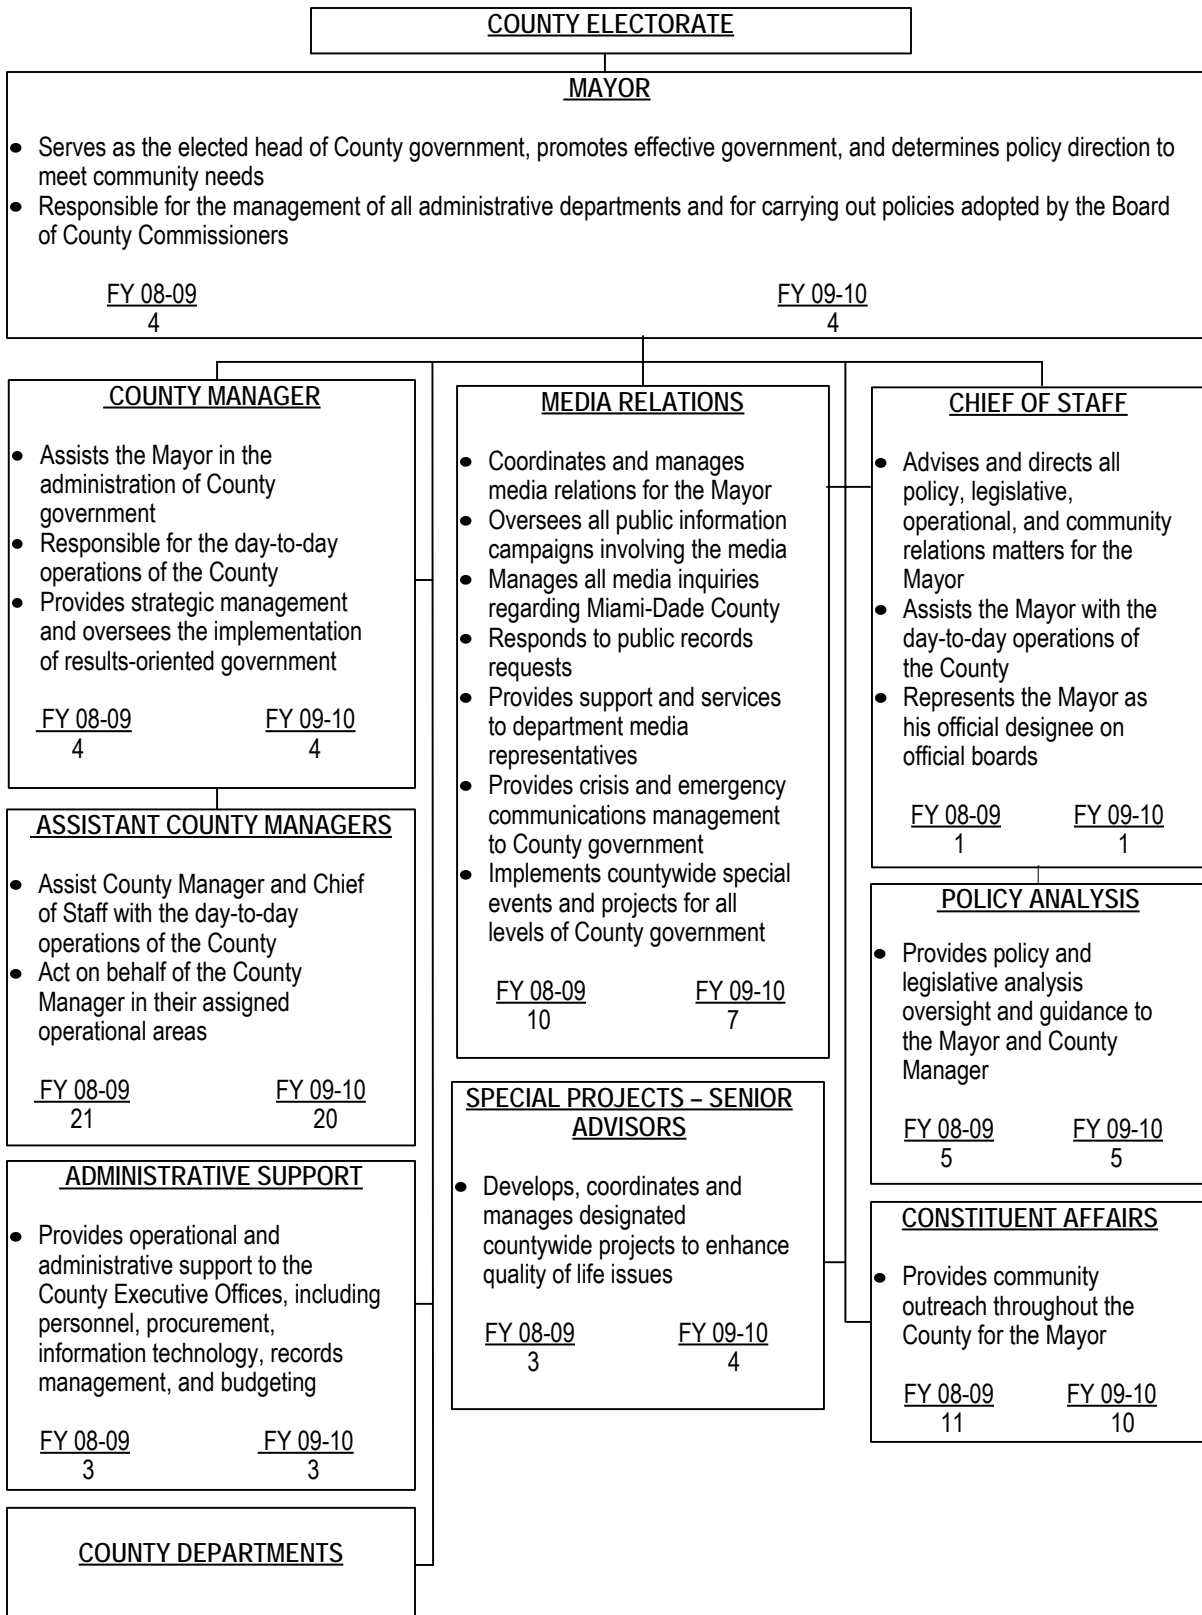 COUNTY ELECTORATE
MAYOR
• Serves as the elected head of County government, promotes effective government, and determines policy direction to
meet community needs
• Responsible for the management of all administrative departments and for carrying out policies adopted by the Board
of County Commissioners
FY 08-09 FY 09-10
4 4
COUNTY MANAGER
• Assists the Mayor in the
administration of County
government
• Responsible for the day-to-day
operations of the County
• Provides strategic management
and oversees the implementation
of results-oriented government
FY 08-09 FY 09-10
4 4
ASSISTANT COUNTY MANAGERS
• Assist County Manager and Chief
of Staff with the day-to-day
operations of the County
• Act on behalf of the County
Manager in their assigned
operational areas
FY 08-09 FY 09-10
21 20
ADMINISTRATIVE SUPPORT
• Provides operational and
administrative support to the
County Executive Offices, including
personnel, procurement,
information technology, records
management, and budgeting
FY 08-09 FY 09-10
3 3
COUNTY DEPARTMENTS
MEDIA RELATIONS
• Coordinates and manages
media relations for the Mayor
• Oversees all public information
campaigns involving the media
• Manages all media inquiries
regarding Miami-Dade County
• Responds to public records
requests
• Provides support and services
to department media
representatives
• Provides crisis and emergency
communications management
to County government
• Implements countywide special
events and projects for all
levels of County government
FY 08-09 FY 09-10
10 7
SPECIAL PROJECTS – SENIOR
ADVISORS
• Develops, coordinates and
manages designated
countywide projects to enhance
quality of life issues
FY 08-09 FY 09-10
3 4
CHIEF OF STAFF
• Advises and directs all
policy, legislative,
operational, and community
relations matters for the
Mayor
• Assists the Mayor with the
day-to-day operations of
the County
• Represents the Mayor as
his official designee on
official boards
FY 08-09 FY 09-10
1 1
POLICY ANALYSIS
• Provides policy and
legislative analysis
oversight and guidance to
the Mayor and County
Manager
FY 08-09 FY 09-10
5 5
CONSTITUENT AFFAIRS
• Provides community
outreach throughout the
County for the Mayor
FY 08-09 FY 09-10
11 10